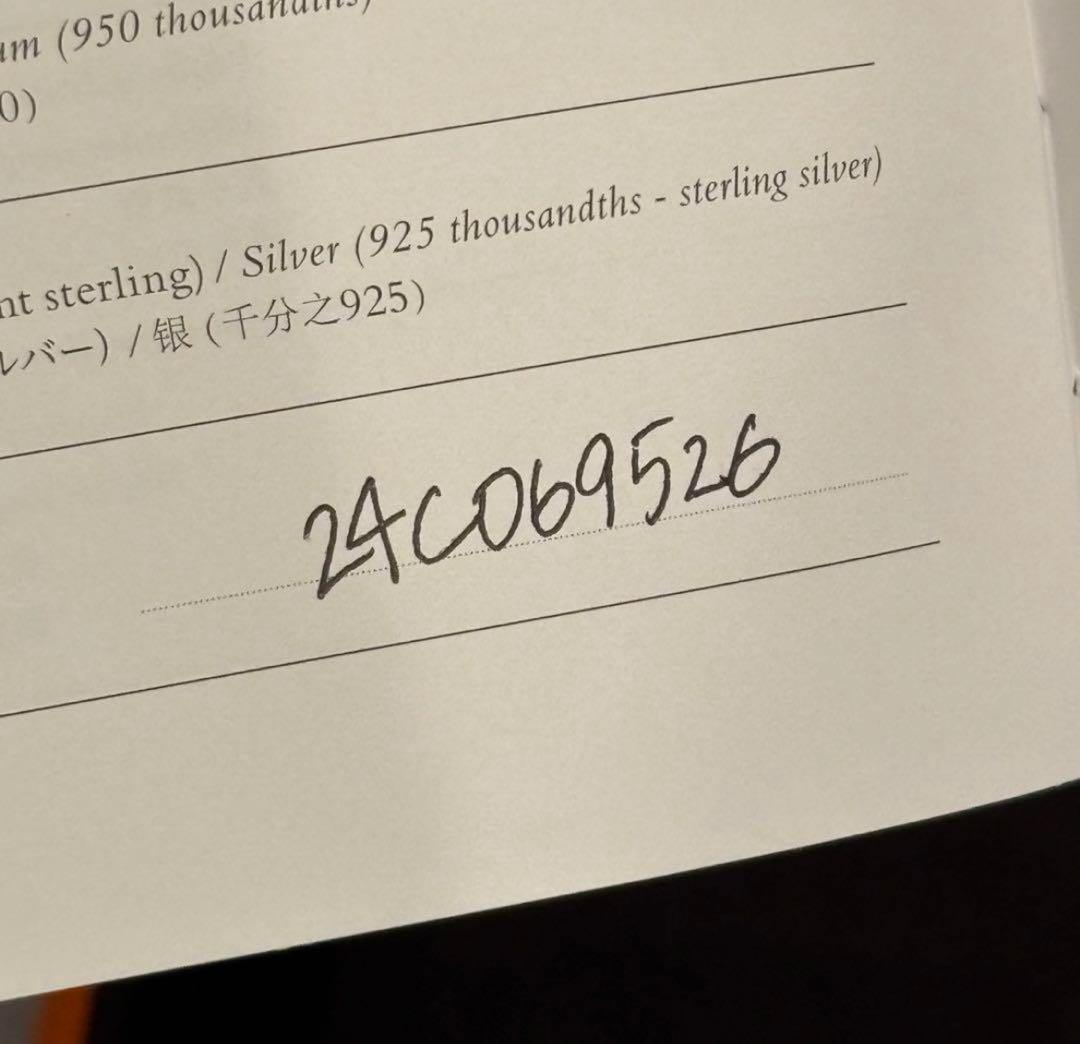 (950 thousandths)
0)
nt sterling) / Silver (925 thousandths - sterling silver)
ルバー) / 银 (千分之925)
24C069526